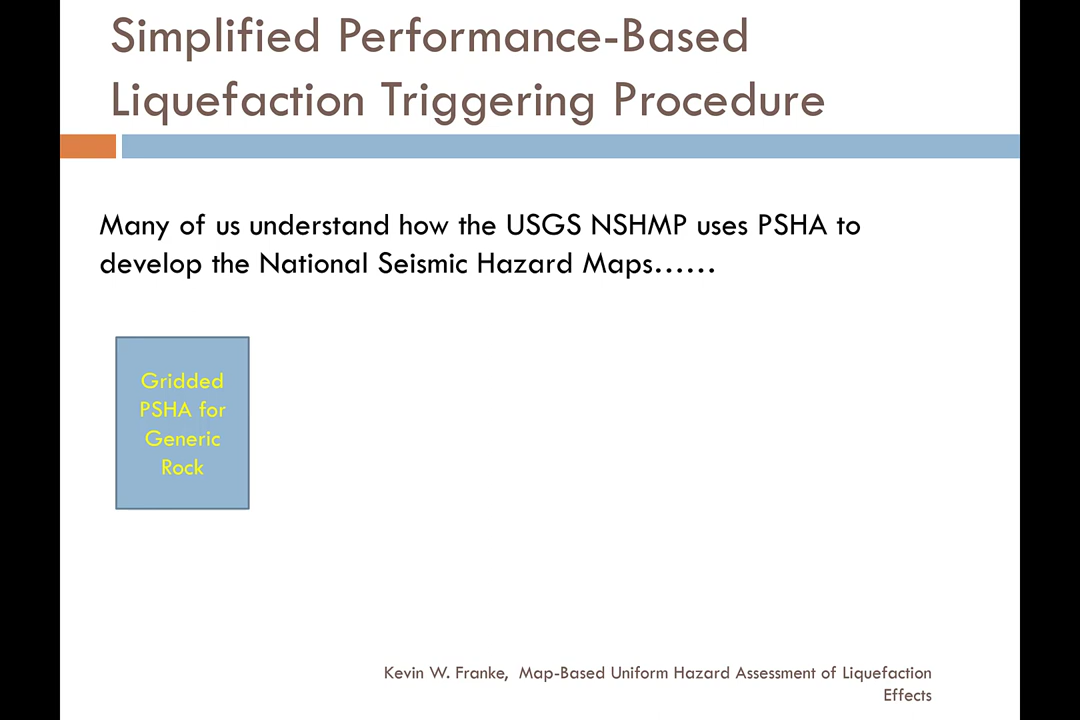 Simplified Performance-Based
Liquefaction Triggering Procedure
Many of us understand how the USGS NSHMP uses PSHA to
develop the National Seismic Hazard Maps……
Gridded
PSHA for
Generic
Rock
Kevin W. Franke,  Map-Based Uniform Hazard Assessment of Liquefaction
Effects